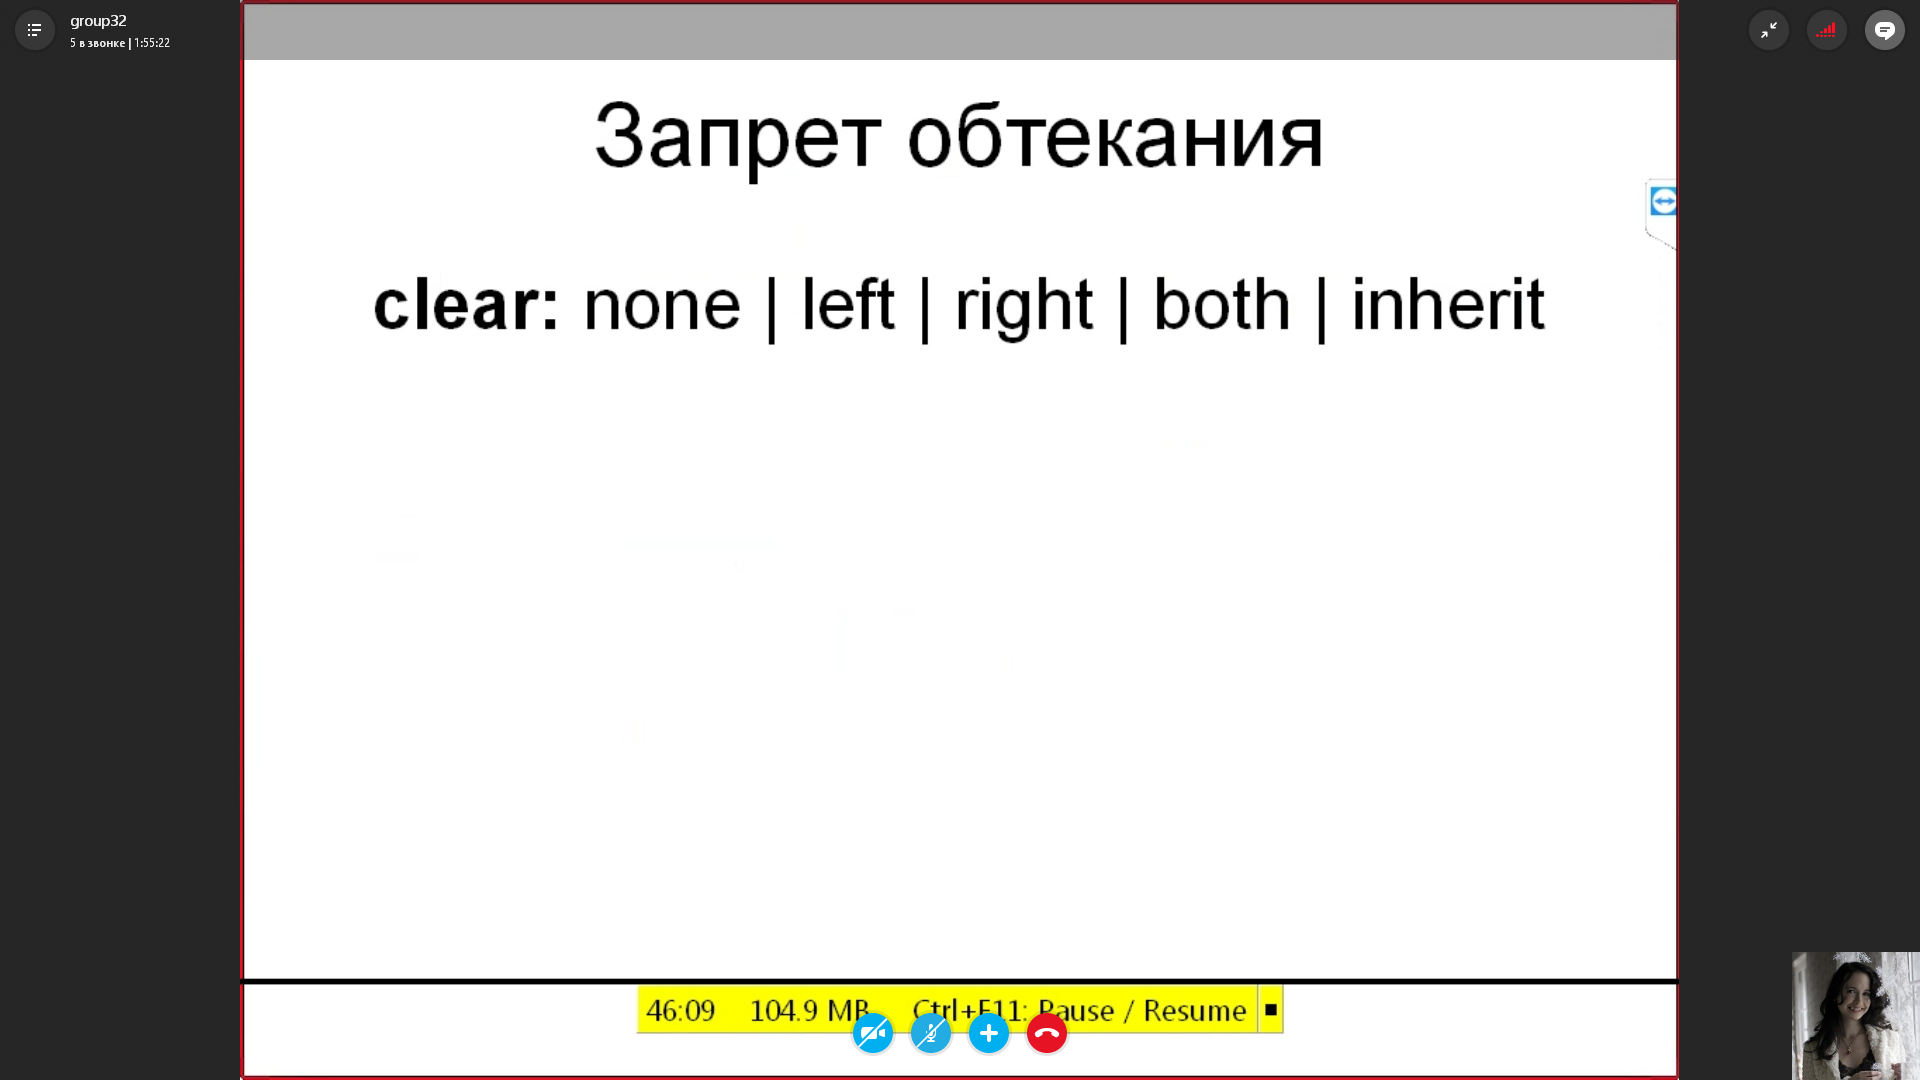 group32
5 в звонке | 1:55:22
Запрет обтекания
clear: none | left | right | both | inherit
46:09 104.9 MB Ctrl+F11: Pause / Resume